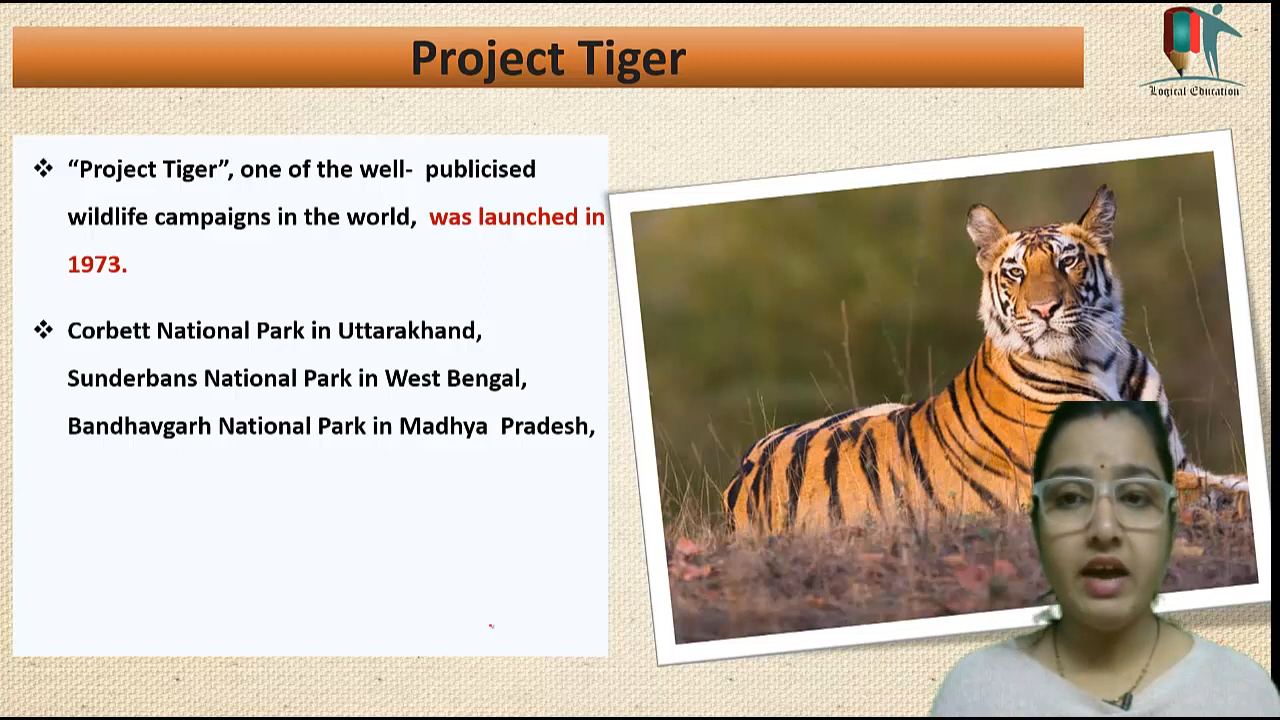 Project Tiger
Logical Education
❖ “Project Tiger”, one of the well- publicised
wildlife campaigns in the world, was launched in
1973.
❖ Corbett National Park in Uttarakhand,
Sunderbans National Park in West Bengal,
Bandhavgarh National Park in Madhya Pradesh,